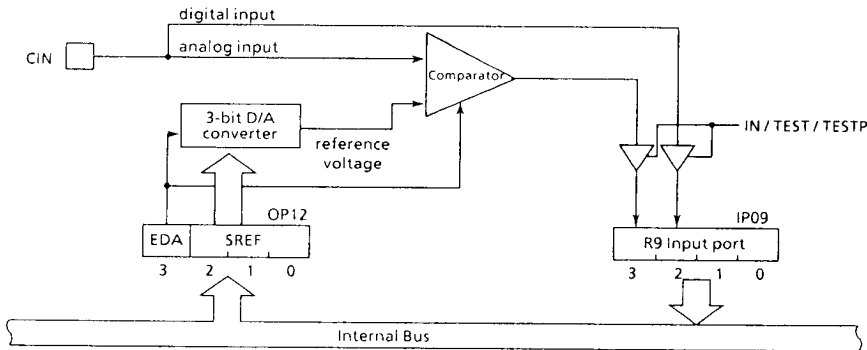 digital input
CIN
analog input
Comparator
3-bit D/A
converter
IN / TEST / TESTP
reference
voltage
OP12
IP09
EDA SREF
R9 Input port
3 2 1 0
3 2 1 0
Internal Bus